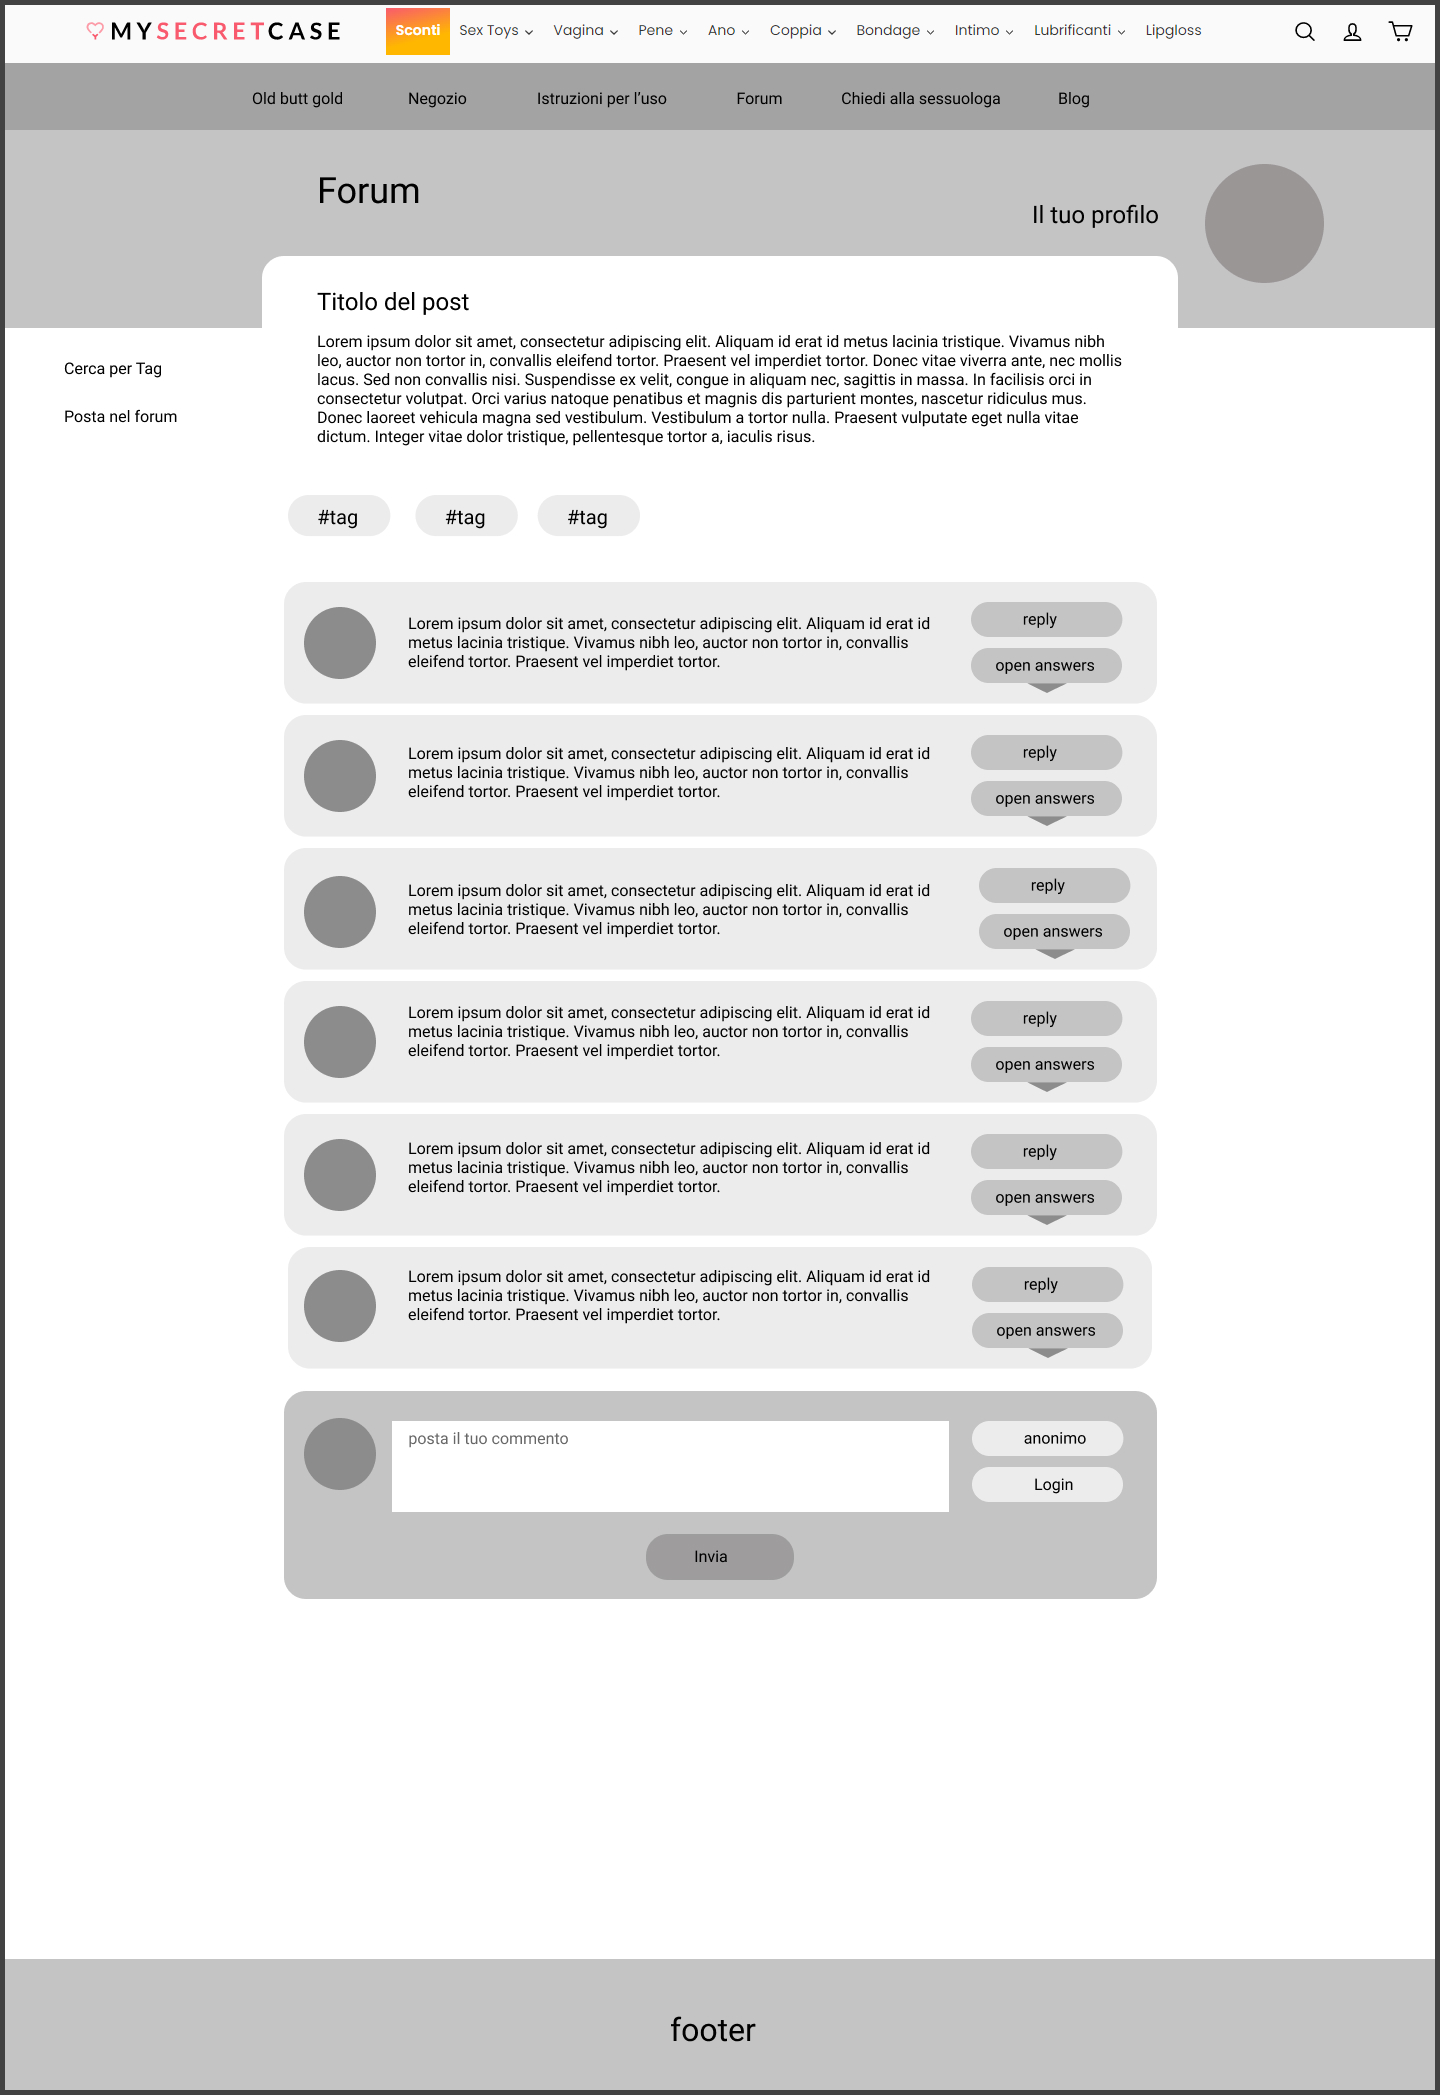 MYSECRETCASE
Sconti Sex Toys Vagina Pene Ano Coppia Bondage Intimo Lubrificanti Lipgloss
Old butt gold Negozio Istruzioni per l'uso Forum Chiedi alla sessuologa Blog
Forum
Il tuo profilo
Titolo del post
Lorem ipsum dolor sit amet, consectetur adipiscing elit. Aliquam id erat id metus lacinia tristique. Vivamus nibh
leo, auctor non tortor in, convallis eleifend tortor. Praesent vel imperdiet tortor. Donec vitae viverra ante, nec mollis
lacus. Sed non convallis nisi. Suspendisse ex velit, congue in aliquam nec, sagittis in massa. In facilisis orci in
consectetur volutpat. Orci varius natoque penatibus et magnis dis parturient montes, nascetur ridiculus mus.
Donec laoreet vehicula magna sed vestibulum. Vestibulum a tortor nulla. Praesent vulputate eget nulla vitae
dictum. Integer vitae dolor tristique, pellentesque tortor a, iaculis risus.
Cerca per Tag
Posta nel forum
#tag #tag #tag
Lorem ipsum dolor sit amet, consectetur adipiscing elit. Aliquam id erat id
metus lacinia tristique. Vivamus nibh leo, auctor non tortor in, convallis
eleifend tortor. Praesent vel imperdiet tortor.
reply
open answers
Lorem ipsum dolor sit amet, consectetur adipiscing elit. Aliquam id erat id
metus lacinia tristique. Vivamus nibh leo, auctor non tortor in, convallis
eleifend tortor. Praesent vel imperdiet tortor.
reply
open answers
Lorem ipsum dolor sit amet, consectetur adipiscing elit. Aliquam id erat id
metus lacinia tristique. Vivamus nibh leo, auctor non tortor in, convallis
eleifend tortor. Praesent vel imperdiet tortor.
reply
open answers
Lorem ipsum dolor sit amet, consectetur adipiscing elit. Aliquam id erat id
metus lacinia tristique. Vivamus nibh leo, auctor non tortor in, convallis
eleifend tortor. Praesent vel imperdiet tortor.
reply
open answers
Lorem ipsum dolor sit amet, consectetur adipiscing elit. Aliquam id erat id
metus lacinia tristique. Vivamus nibh leo, auctor non tortor in, convallis
eleifend tortor. Praesent vel imperdiet tortor.
reply
open answers
Lorem ipsum dolor sit amet, consectetur adipiscing elit. Aliquam id erat id
metus lacinia tristique. Vivamus nibh leo, auctor non tortor in, convallis
eleifend tortor. Praesent vel imperdiet tortor.
reply
open answers
posta il tuo commento
anonimo
Login
Invia
footer